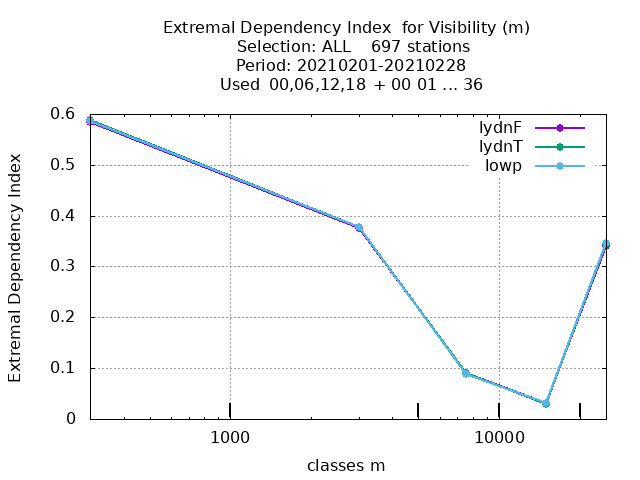 Extremal Dependency Index  for Visibility (m)
Selection: ALL    697 stations
Period: 20210201-20210228
Used  00,06,12,18  + 00 01 ... 36
lydnF
lydnT
lowp
Extremal Dependency Index
0.6
0.5
0.4
0.3
0.2
0.1
0
1000
10000
classes m